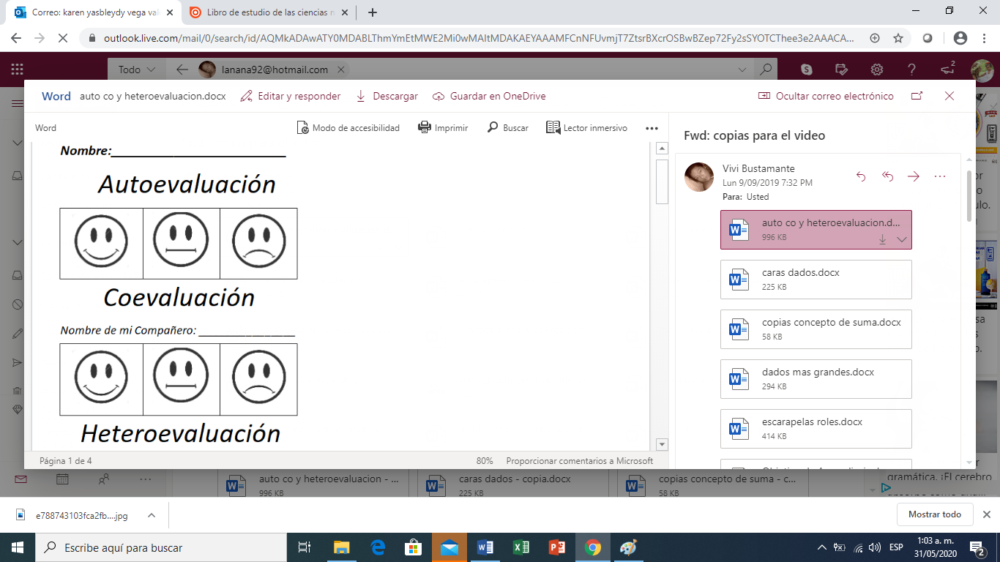 Correo: karen yasbleydy vega val
Libro de estudio de las ciencias n
outlook.live.com/mail/0/search/id/AQMkADAwATY0MDABLThmYmEtMWE2Mi0wMAItMDAKAEYAAAMFCnNFUvmjT7ZtsrBXcrOSBwBZep72Fy2sSYOTCThee3e2AAACA...
Todo
lanana92@hotmail.com
2
Word auto co y heteroevaluacion.docx Editar y responder Descargar Guardar en OneDrive Ocultar correo electrónico
Word Modo de accesibilidad Imprimir Buscar Lector inmersivo
Nombre:
Autoevaluación
Coevaluación
Nombre de mi Compañero:
Heteroevaluación
Página 1 de 4 80% Proporcionar comentarios a Microsoft
Fwd: copias para el video
Vivi Bustamante
Lun 9/09/2019 7:32 PM
Para: Usted
auto co y heteroevaluacion.d...
996 KB
caras dados.docx
225 KB
copias concepto de suma.docx
58 KB
dados mas grandes.docx
294 KB
escarapelas roles.docx
414 KB
auto co y heteroevaluacion - ...
996 KB
caras dados - copia.docx
225 KB
copias concepto de suma - c...
58 KB
gramática. ¡El cerebro
e788743103fca2fb....jpg
Mostrar todo
Escribe aquí para buscar
ESP
1:03 a. m.
31/05/2020
2